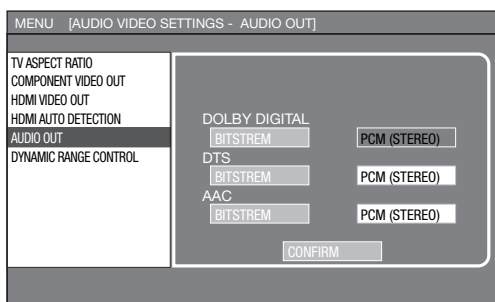 MENU [AUDIO VIDEO SETTINGS - AUDIO OUT]
TV ASPECT RATIO
COMPONENT VIDEO OUT
HDMI VIDEO OUT
HDMI AUTO DETECTION
AUDIO OUT
DYNAMIC RANGE CONTROL
DOLBY DIGITAL
BITSTREM PCM (STEREO)
DTS
BITSTREM PCM (STEREO)
AAC
BITSTREM PCM (STEREO)
CONFIRM